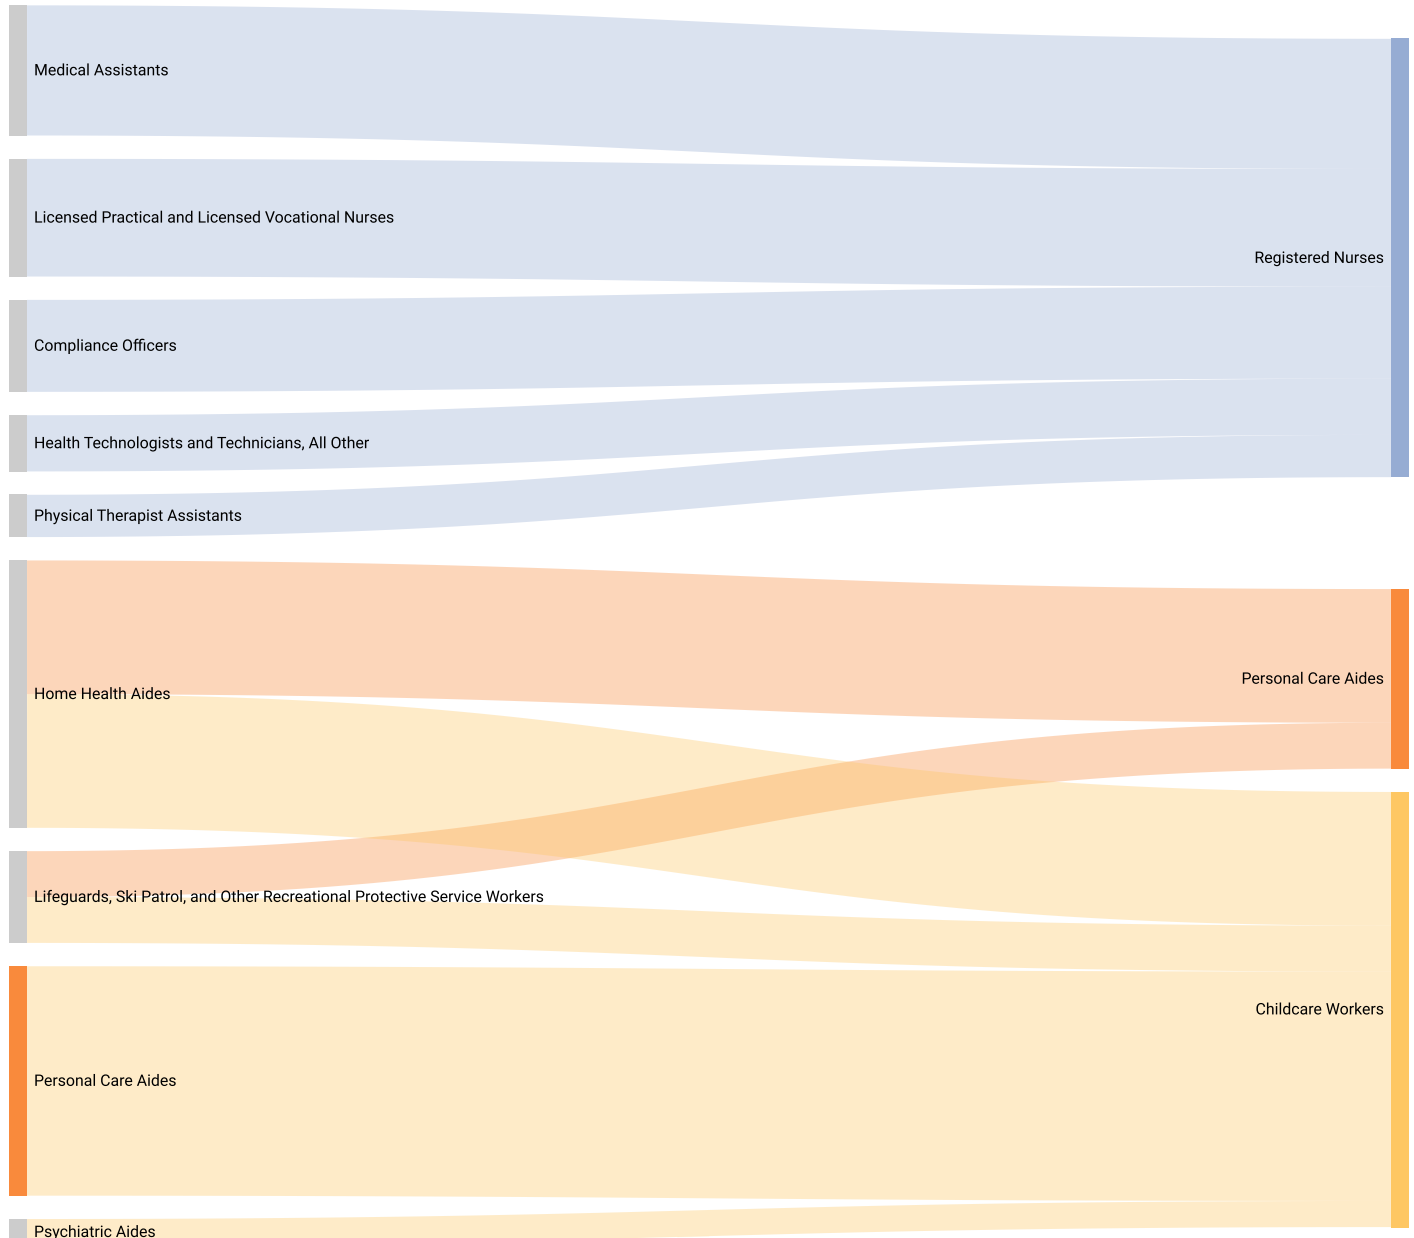 Medical Assistants
Licensed Practical and Licensed Vocational Nurses
Registered Nurses
Compliance Officers
Health Technologists and Technicians, All Other
Physical Therapist Assistants
Personal Care Aides
Home Health Aides
Lifeguards, Ski Patrol, and Other Recreational Protective Service Workers
Childcare Workers
Personal Care Aides
Psychiatric Aides